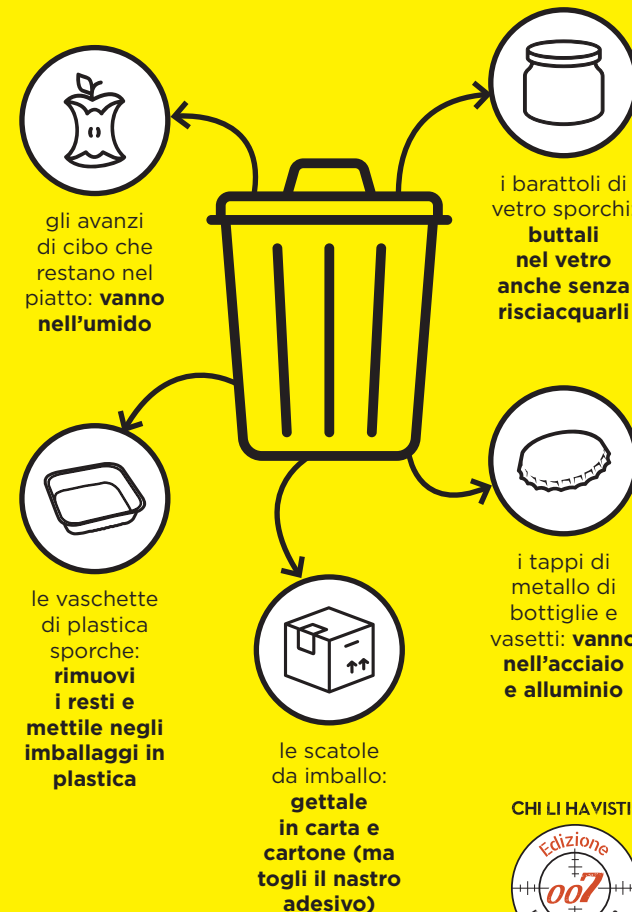 gli avanzi
di cibo che
restano nel
piatto: vanno
nell'umido
i barattoli di
vetro sporchi:
buttali
nel vetro
anche senza
risciacquarli
le vaschette
di plastica
sporche:
rimuovi
i resti e
mettile negli
imballaggi in
plastica
i tappi di
metallo di
bottiglie e
vasetti: vanno
nell'acciaio
e alluminio
le scatole
da imballo:
gettale
in carta e
cartone (ma
togli il nastro
adesivo)
CHI LI HA VISTI
Edizione
007